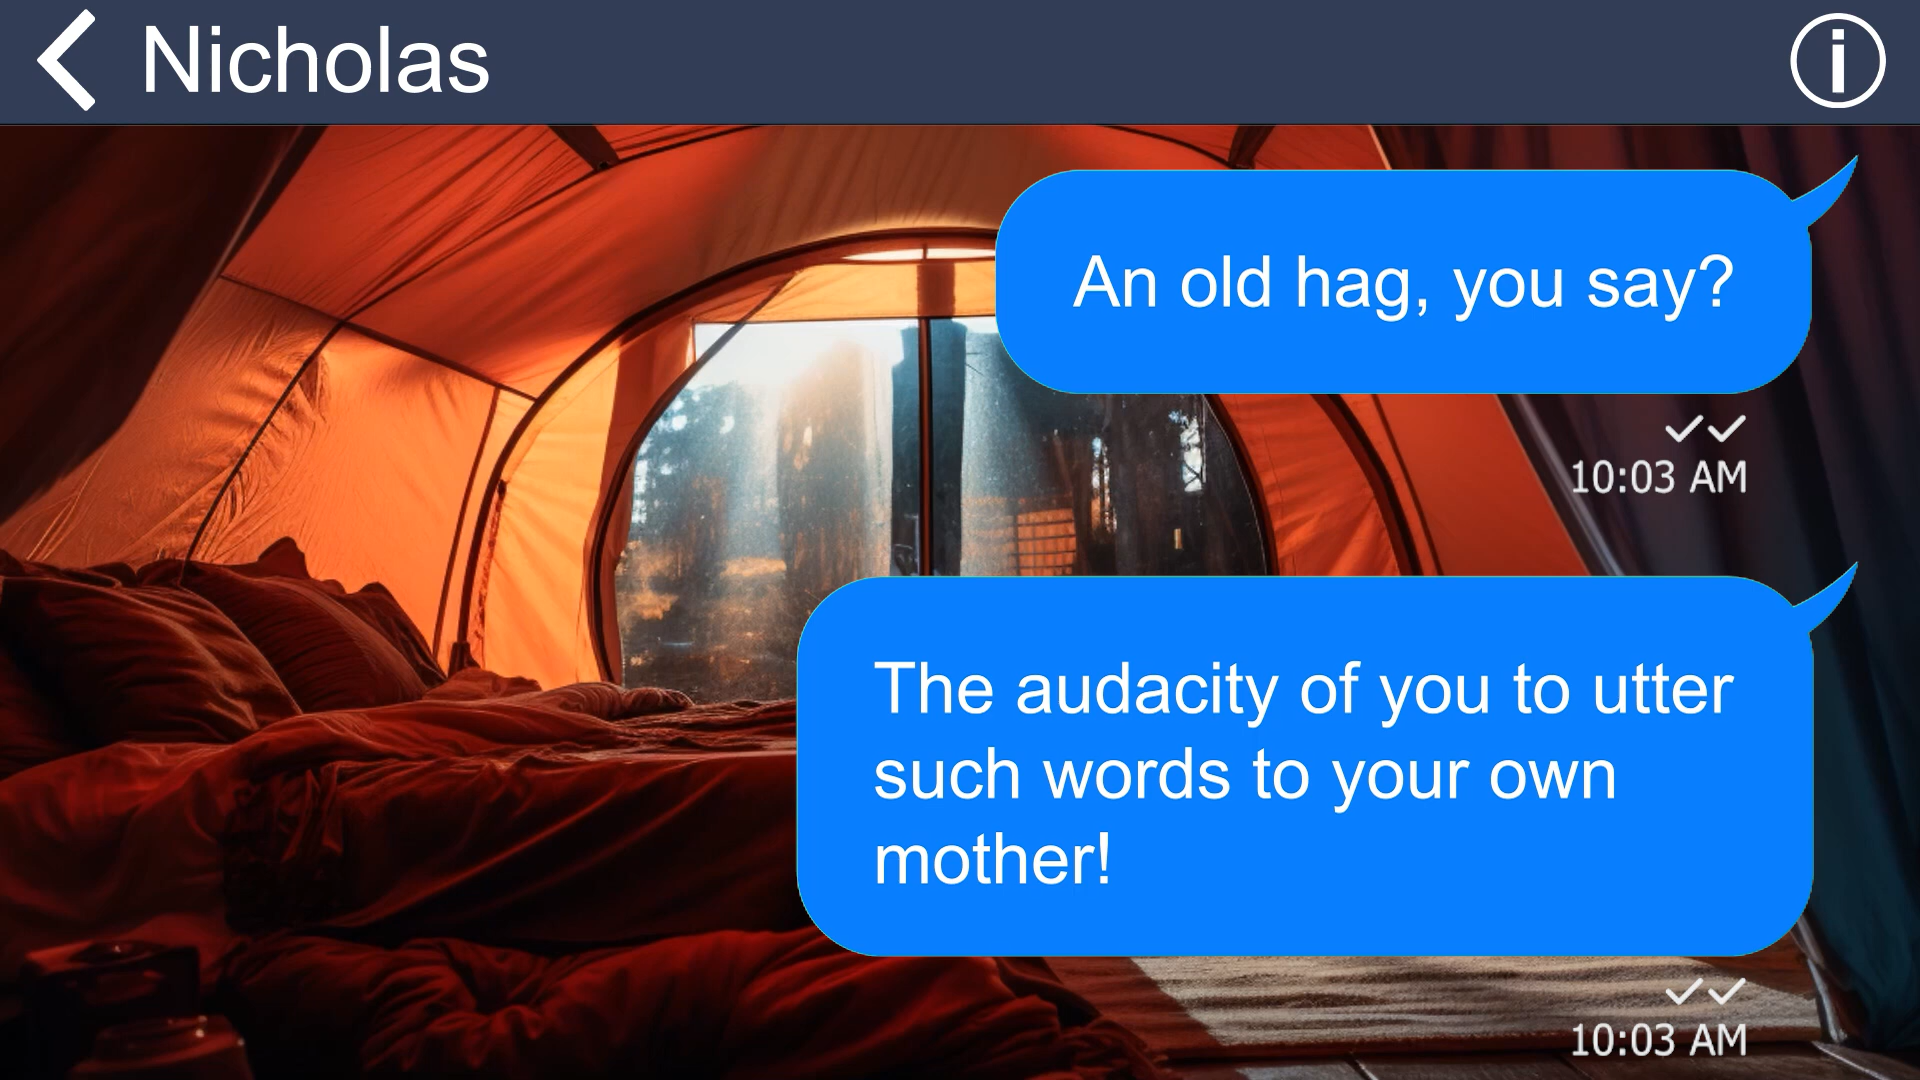 Nicholas
An old hag, you say?
10:03 AM
The audacity of you to utter
such words to your own
mother!
10:03 AM